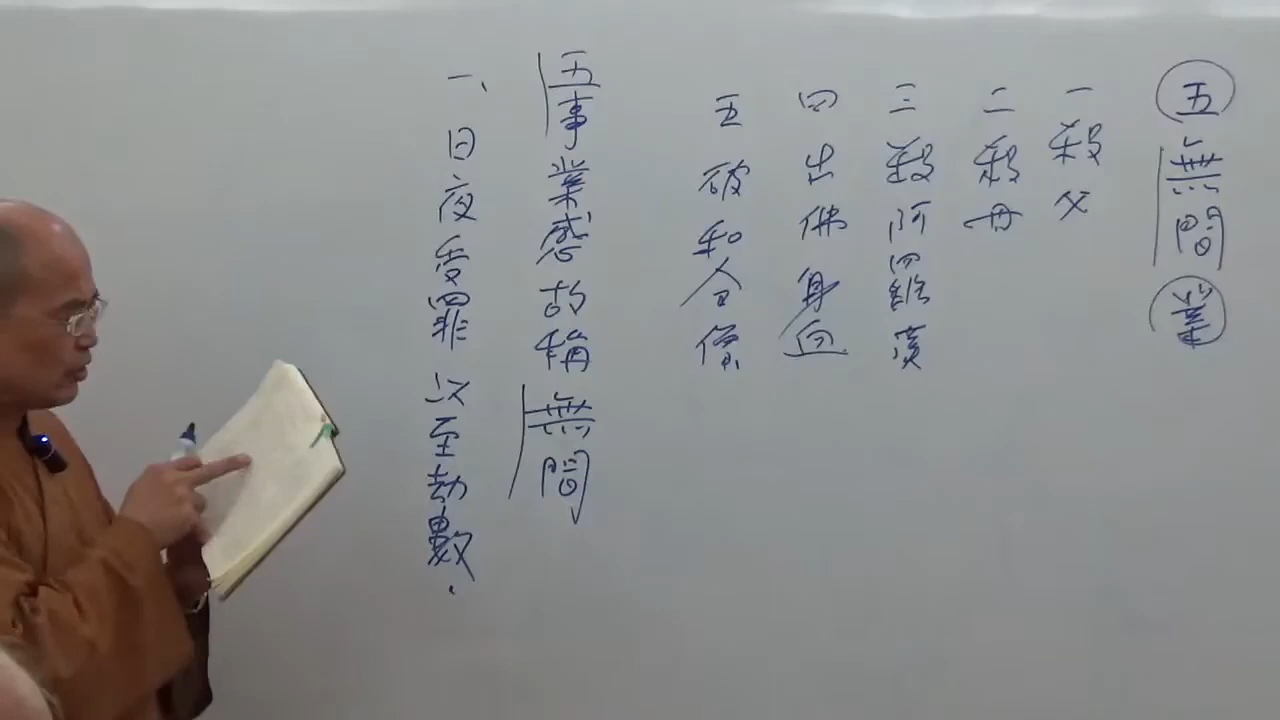 五無間業
一殺父
二殺母
三殺阿羅漢
四出佛身血
五破和合僧
五事業感故稱無間
一、日夜受罪以至劫數.